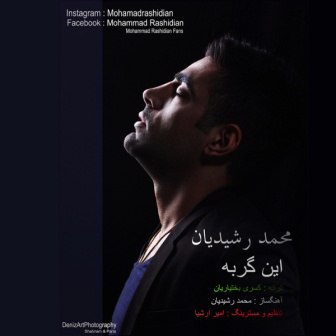 Instagram : Mohamadrashidian
Facebook : Mohammad Rashidian
Mohammad Rashidian Fans
محمد رشیدیان
این گربه
ترانه : کسری بختیاریان
آهنگساز : محمد رشیدیان
تنظیم و مسترینگ : امیر ارشیا
DenizArtPhotography